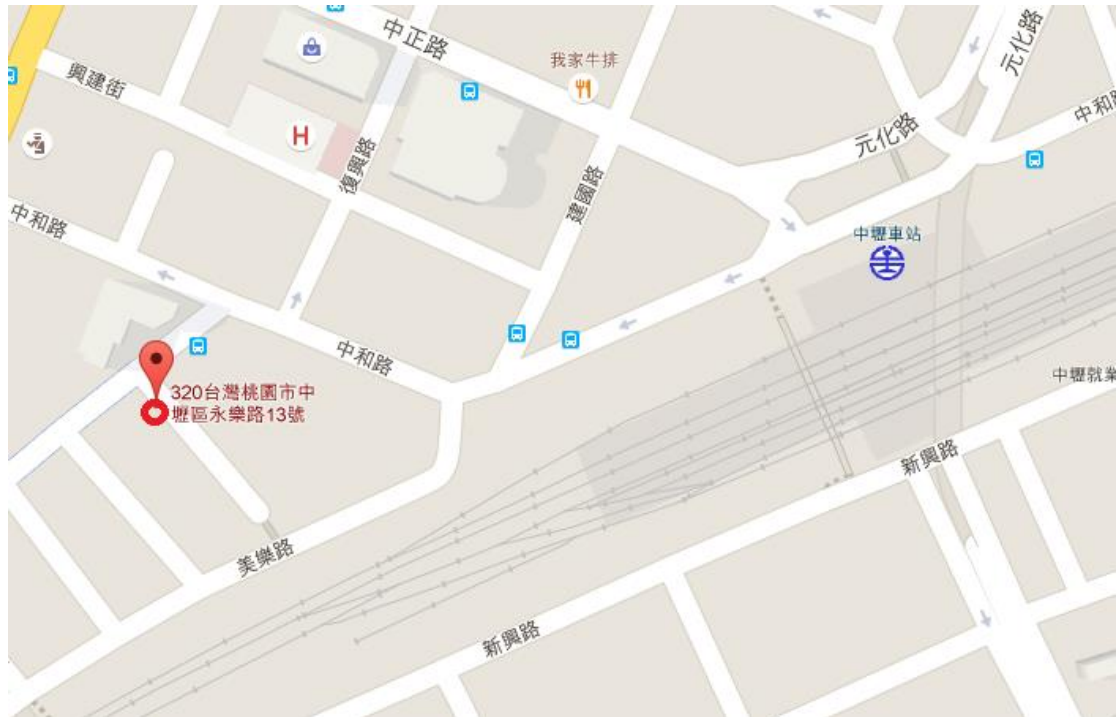 中正路
元化路
我家牛排
興建街
中和
元化路
H
復興路
建國路
中和路
中壢車站
中和路
中壢就業
320台灣桃園市中
壢區永樂路13號
新興路
美樂路
新興路